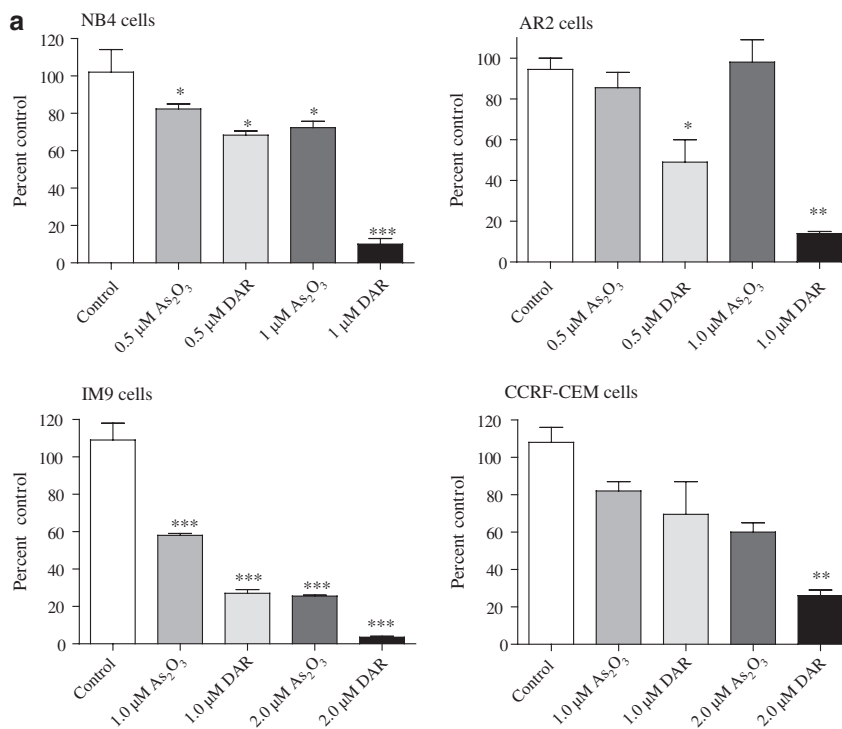 a
NB4 cells
Percent control
120
100
80
60
40
20
0
*
*
*
***
Control
0.5 µM As₂O₃
0.5 µM DAR
1 µM As₂O₃
1 µM DAR
AR2 cells
Percent control
100
80
60
40
20
0
*
**
Control
0.5 µM As₂O₃
0.5 µM DAR
1.0 µM As₂O₃
1.0 µM DAR
IM9 cells
Percent control
120
100
80
60
40
20
0
***
***
***
***
Control
1.0 µM As₂O₃
1.0 µM DAR
2.0 µM As₂O₃
2.0 µM DAR
CCRF-CEM cells
Percent control
120
100
80
60
40
20
0
**
Control
1.0 µM As₂O₃
1.0 µM DAR
2.0 µM As₂O₃
2.0 µM DAR